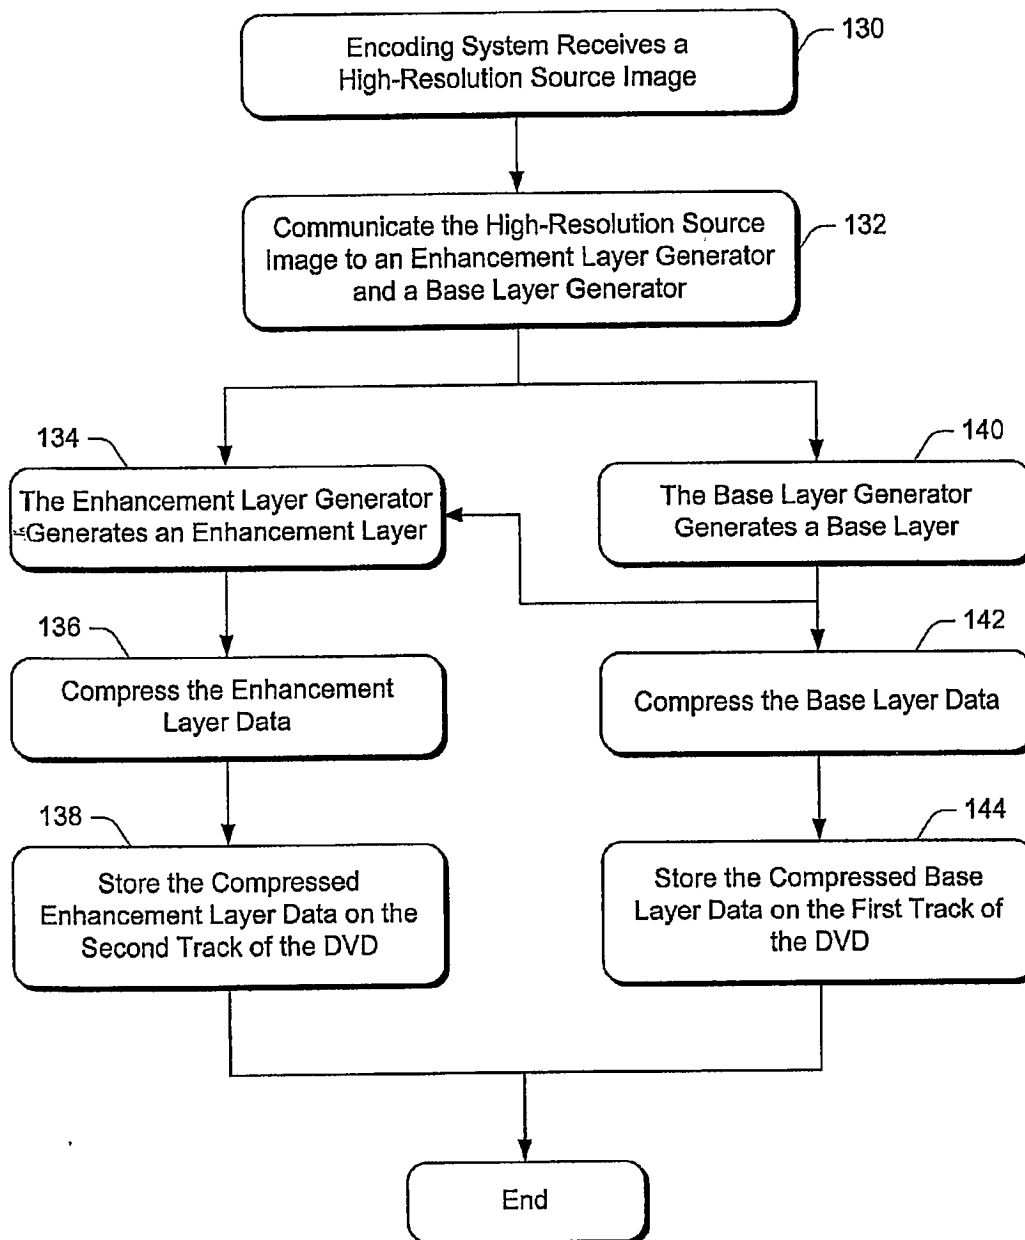 Encoding System Receives a
High-Resolution Source Image
130
Communicate the High-Resolution Source
Image to an Enhancement Layer Generator
and a Base Layer Generator
132
134
The Enhancement Layer Generator
Generates an Enhancement Layer
140
The Base Layer Generator
Generates a Base Layer
136
Compress the Enhancement
Layer Data
142
Compress the Base Layer Data
138
Store the Compressed
Enhancement Layer Data on the
Second Track of the DVD
144
Store the Compressed Base
Layer Data on the First Track of
the DVD
End